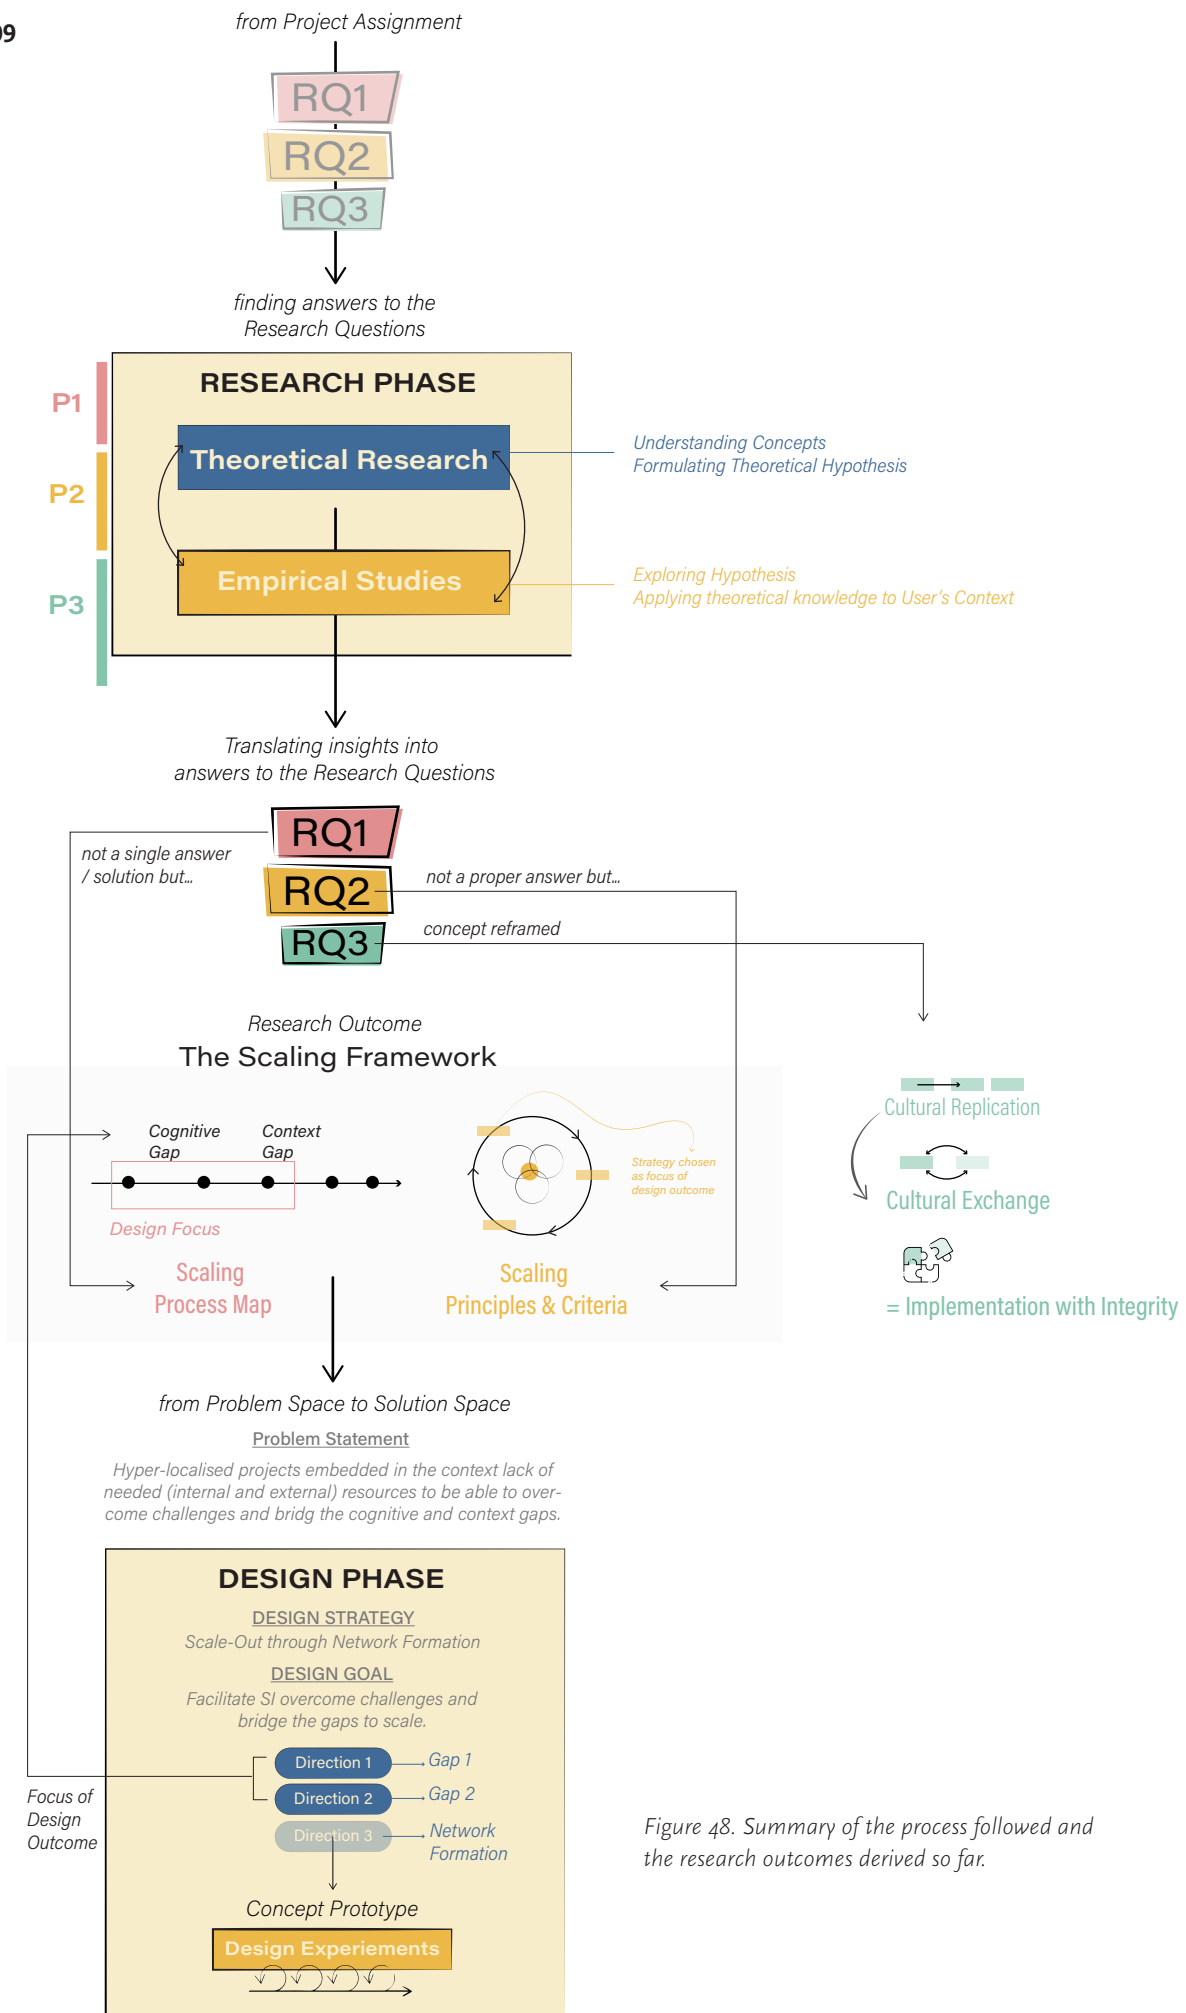 from Project Assignment
RQ1
RQ2
RQ3
finding answers to the
Research Questions
RESEARCH PHASE
P1
P2
P3
Theoretical Research
Understanding Concepts
Formulating Theoretical Hypothesis
Empirical Studies
Exploring Hypothesis
Applying theoretical knowledge to User's Context
Translating insights into
answers to the Research Questions
RQ1
not a single answer
/ solution but...
RQ2
not a proper answer but...
RQ3
concept reframed
Research Outcome
The Scaling Framework
Cognitive
Gap
Context
Gap
Design Focus
Scaling
Process Map
Strategy chosen
as focus of
design outcome
Scaling
Principles & Criteria
Cultural Replication
Cultural Exchange
= Implementation with Integrity
from Problem Space to Solution Space
Problem Statement
Hyper-localised projects embedded in the context lack of
needed (internal and external) resources to be able to over-
come challenges and bridg the cognitive and context gaps.
DESIGN PHASE
DESIGN STRATEGY
Scale-Out through Network Formation
DESIGN GOAL
Facilitate SI overcome challenges and
bridge the gaps to scale.
Direction 1
Gap 1
Direction 2
Gap 2
Direction 3
Network
Formation
Focus of
Design
Outcome
Concept Prototype
Design Experiements
Figure 48. Summary of the process followed and
the research outcomes derived so far.